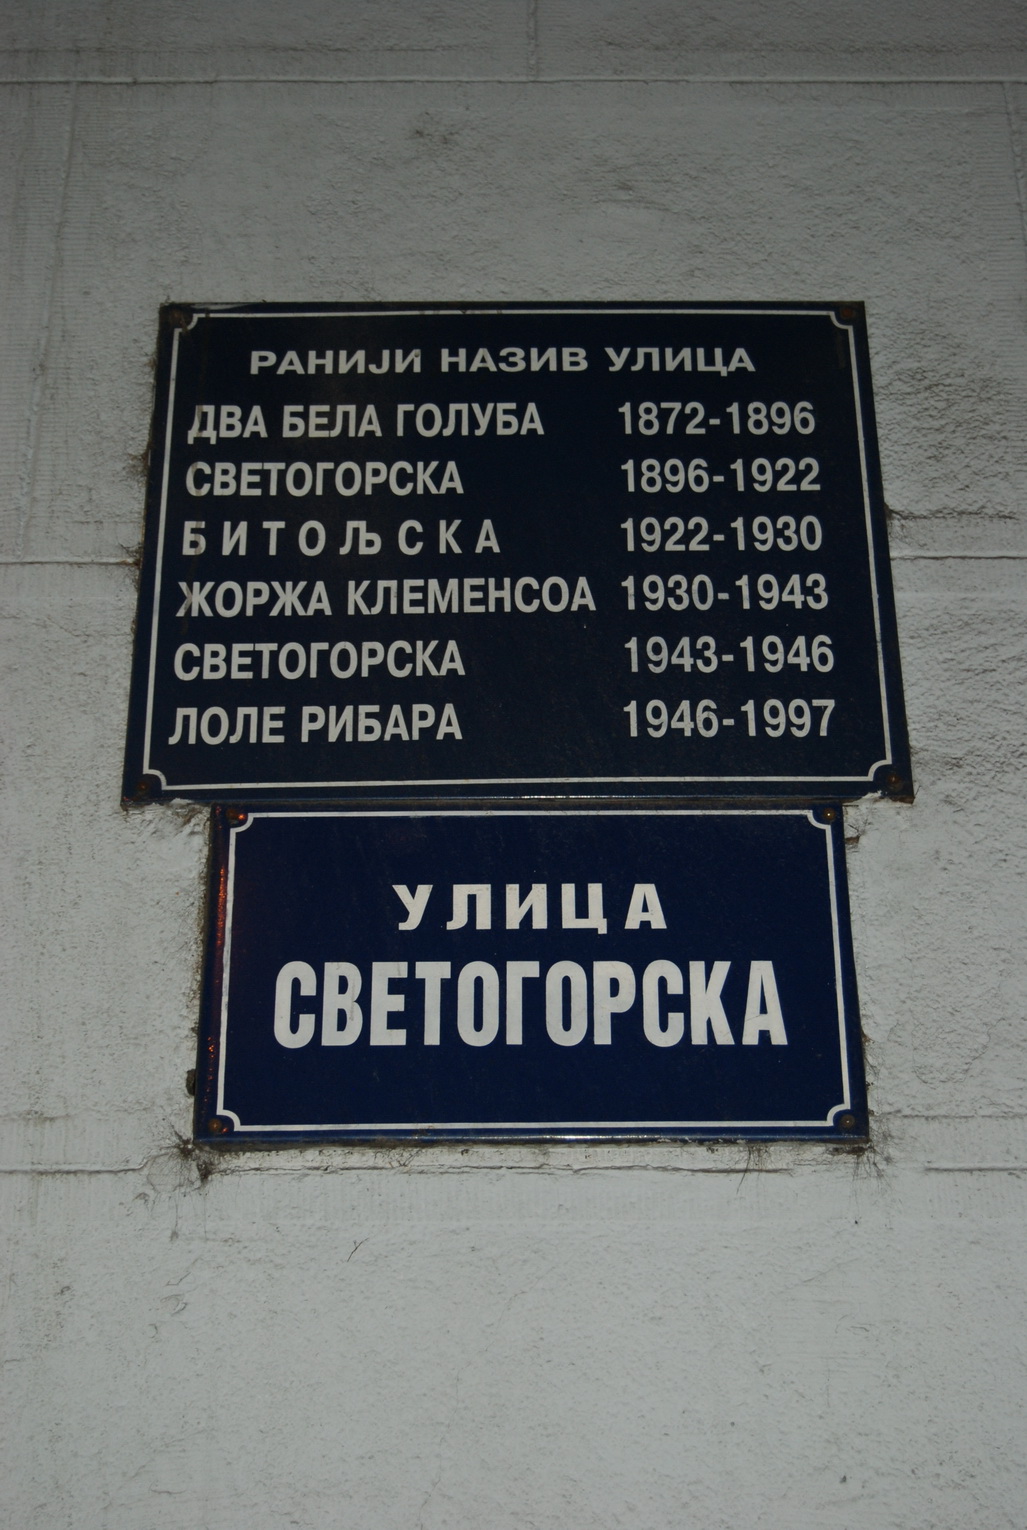 РАНИЈИ НАЗИВ УЛИЦА
ДВА БЕЛА ГОЛУБА 1872-1896
СВЕТОГОРСКА 1896-1922
БИТОЉСКА 1922-1930
ЖОРЖА КЛЕМЕНСОА 1930-1943
СВЕТОГОРСКА 1943-1946
ЛОЛЕ РИБАРА 1946-1997
УЛИЦА
СВЕТОГОРСКА